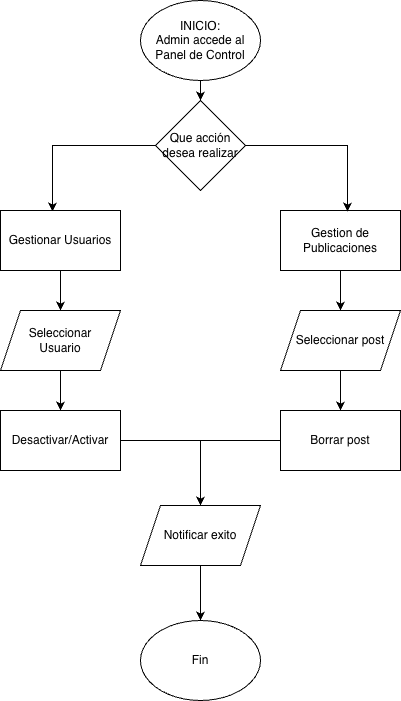 INICIO:
Admin accede al
Panel de Control
Que acción
desea realizar
Gestionar Usuarios
Gestion de
Publicaciones
Seleccionar
Usuario
Seleccionar post
Desactivar/Activar
Borrar post
Notificar exito
Fin